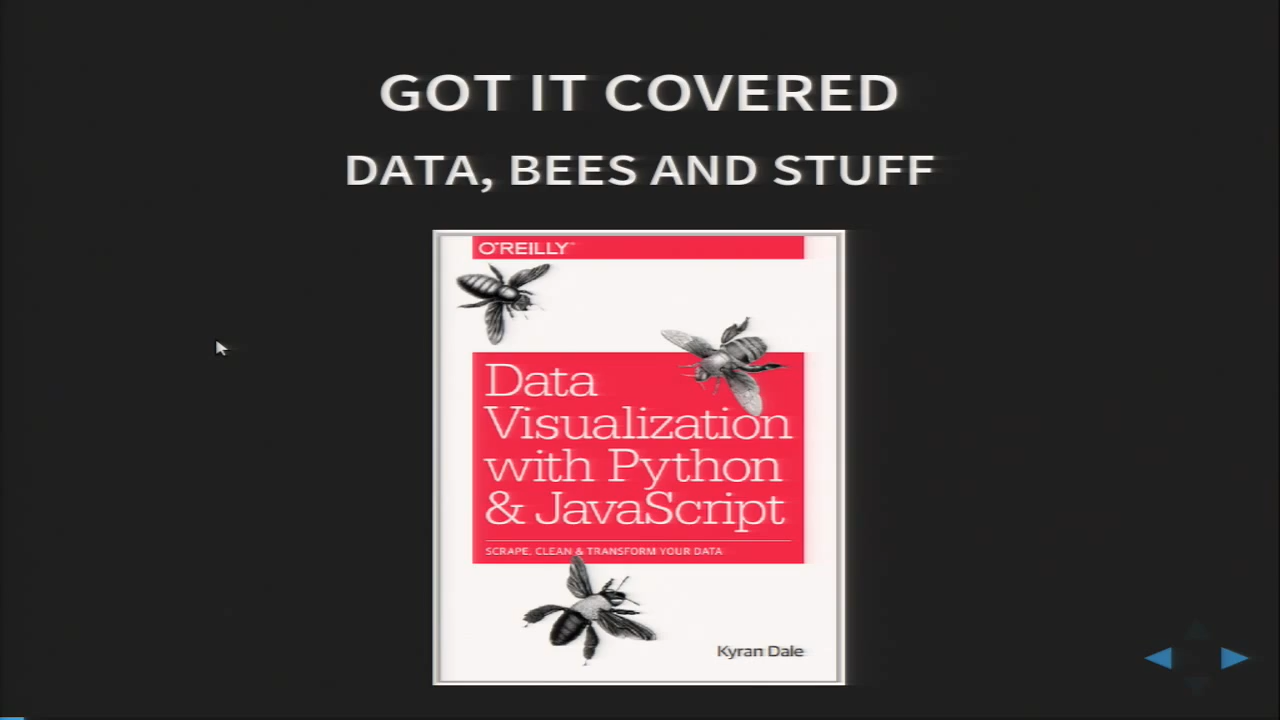 GOT IT COVERED
DATA, BEES AND STUFF
O'REILLY
Data
Visualization
with Python
& JavaScript
SCRAPE, CLEAN & TRANSFORM YOUR DATA
Kyran Dale